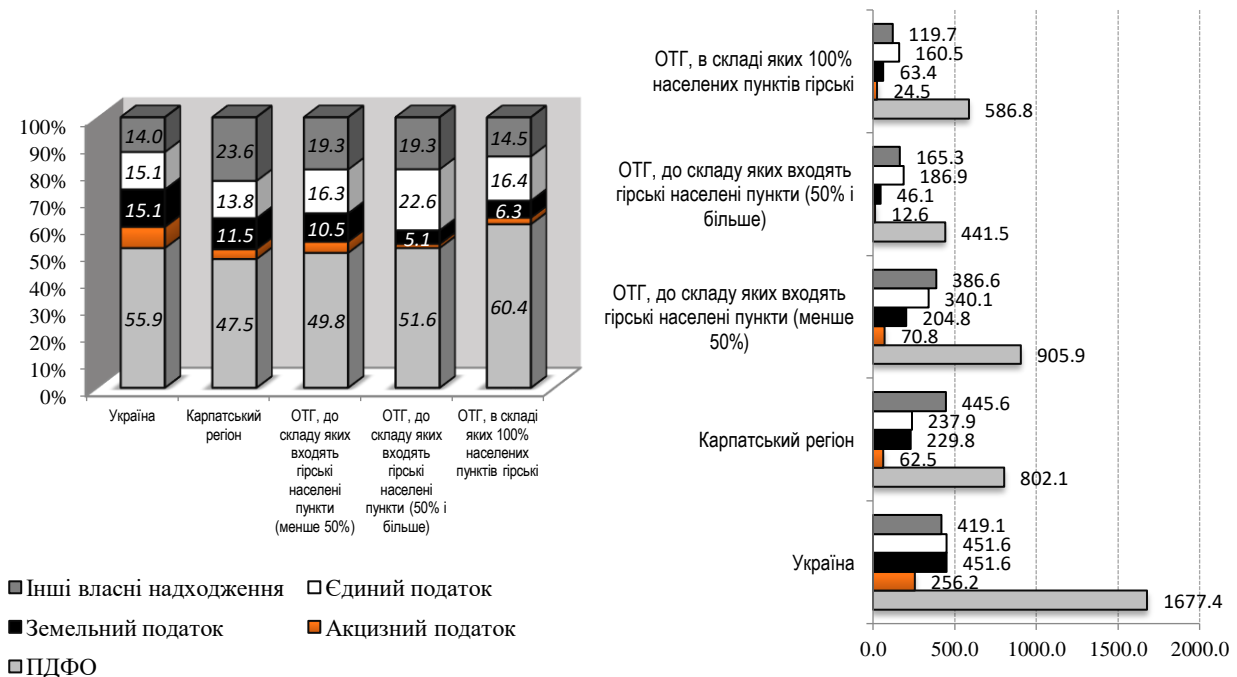 100%
90%
80%
70%
60%
50%
40%
30%
20%
10%
0%
14.0
15.1
15.1
55.9
23.6
13.8
11.5
47.5
19.3
16.3
10.5
49.8
19.3
22.6
5.1
51.6
14.5
16.4
6.3
60.4
Україна
Карпатський
регіон
ОТГ, до
складу яких
входять
гірські
населені
пункти
(менше 50%)
ОТГ, до
складу яких
входять
гірські
населені
пункти (50% і
більше)
ОТГ, в складі
яких 100%
населених
пунктів гірські
Інші власні надходження
Єдиний податок
Земельний податок
Акцизний податок
ПДФО
ОТГ, в складі яких 100%
населених пунктів гірські
119.7
160.5
63.4
24.5
586.8
ОТГ, до складу яких входять
гірські населені пункти (50% і
більше)
165.3
186.9
46.1
12.6
441.5
ОТГ, до складу яких входять
гірські населені пункти (менше
50%)
386.6
340.1
204.8
70.8
905.9
Карпатський регіон
445.6
237.9
229.8
62.5
802.1
Україна
419.1
451.6
451.6
256.2
1677.4
0.0 500.0 1000.0 1500.0 2000.0